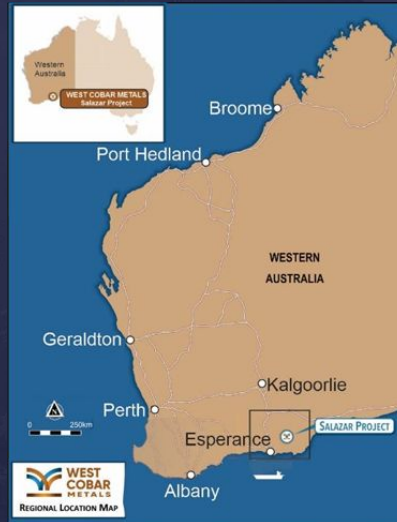 Western
Australia
WEST COBAR METALS
Salazar Project
Broome
Port Hedland
WESTERN
AUSTRALIA
Geraldton
Kalgoorlie
Perth
SALAZAR PROJECT
Esperance
N
0 250km
Albany
WEST
COBAR
METALS
REGIONAL LOCATION MAP